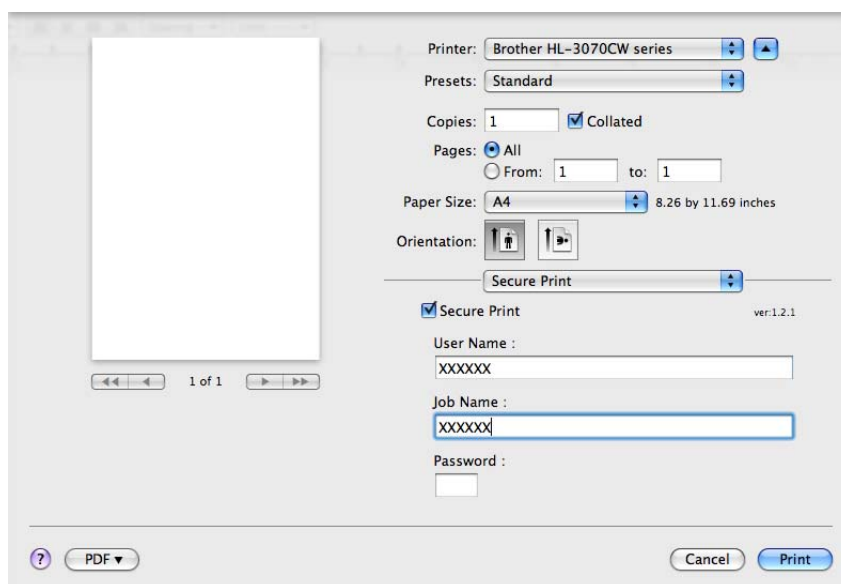 Printer: Brother HL-3070CW series
Presets: Standard
Copies: 1 Collated
Pages: All
From: 1 to: 1
Paper Size: A4 8.26 by 11.69 inches
Orientation:
Secure Print
Secure Print ver:1.2.1
User Name :
XXXXXX
1 of 1
Job Name :
XXXXXX
Password :
? PDF Cancel Print